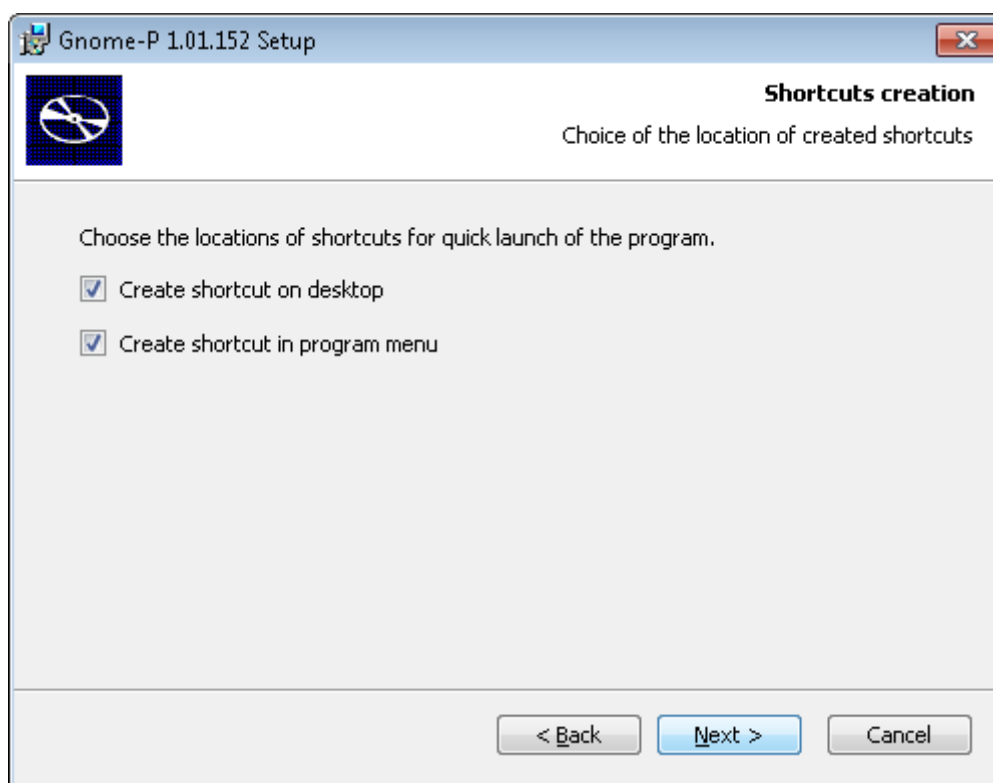 Gnome-P 1.01.152 Setup
Shortcuts creation
Choice of the location of created shortcuts
Choose the locations of shortcuts for quick launch of the program.
Create shortcut on desktop
Create shortcut in program menu
< Back Next > Cancel